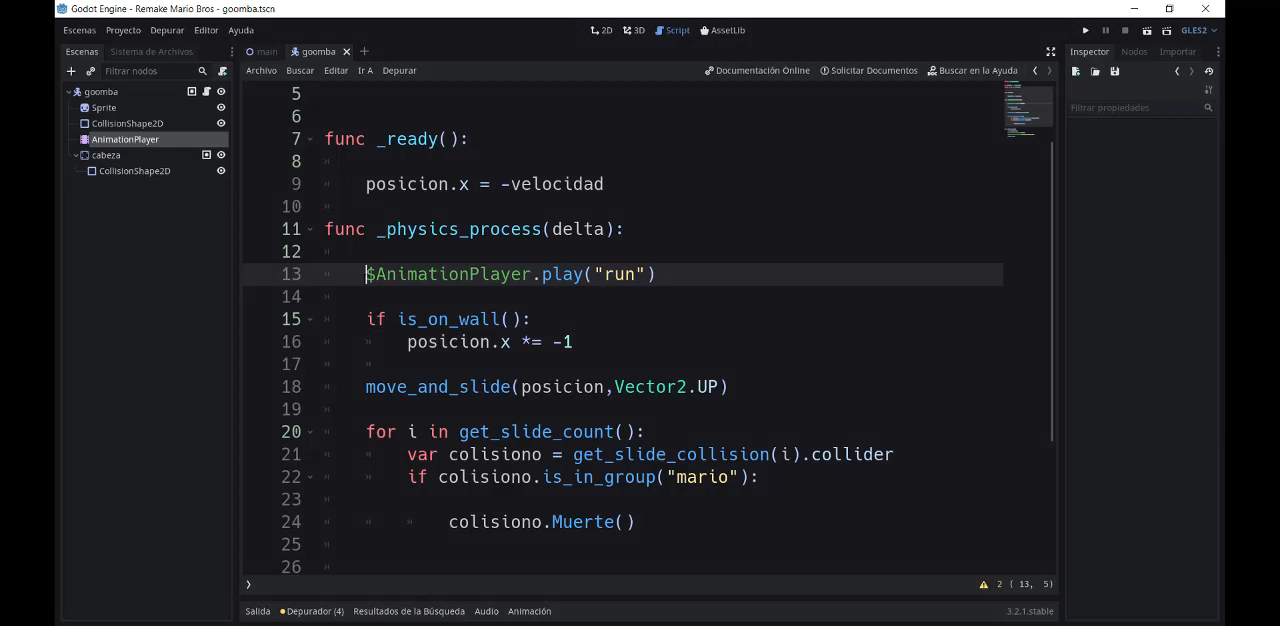 Godot Engine - Remake Mario Bros - goomba.tscn
Escenas Proyecto Depurar Editor Ayuda 2D 3D Script AssetLib GLES2
Escenas Sistema de Archivos main goomba Inspector Nodos Importar
Filtrar nodos Archivo Buscar Editar Ir A Depurar Documentación Online Solicitar Documentos Buscar en la Ayuda
goomba
Sprite
CollisionShape2D
AnimationPlayer
cabeza
CollisionShape2D
5
6
7 func _ready():
8
9 posicion.x = -velocidad
10
11 func _physics_process(delta):
12
13 $AnimationPlayer.play("run")
14
15 if is_on_wall():
16 posicion.x *= -1
17
18 move_and_slide(posicion,Vector2.UP)
19
20 for i in get_slide_count():
21 var colisiono = get_slide_collision(i).collider
22 if colisiono.is_in_group("mario"):
23
24 colisiono.Muerte()
25
26
Filtrar propiedades
2 ( 13, 5)
Salida Depurador (4) Resultados de la Búsqueda Audio Animación 3.2.1.stable